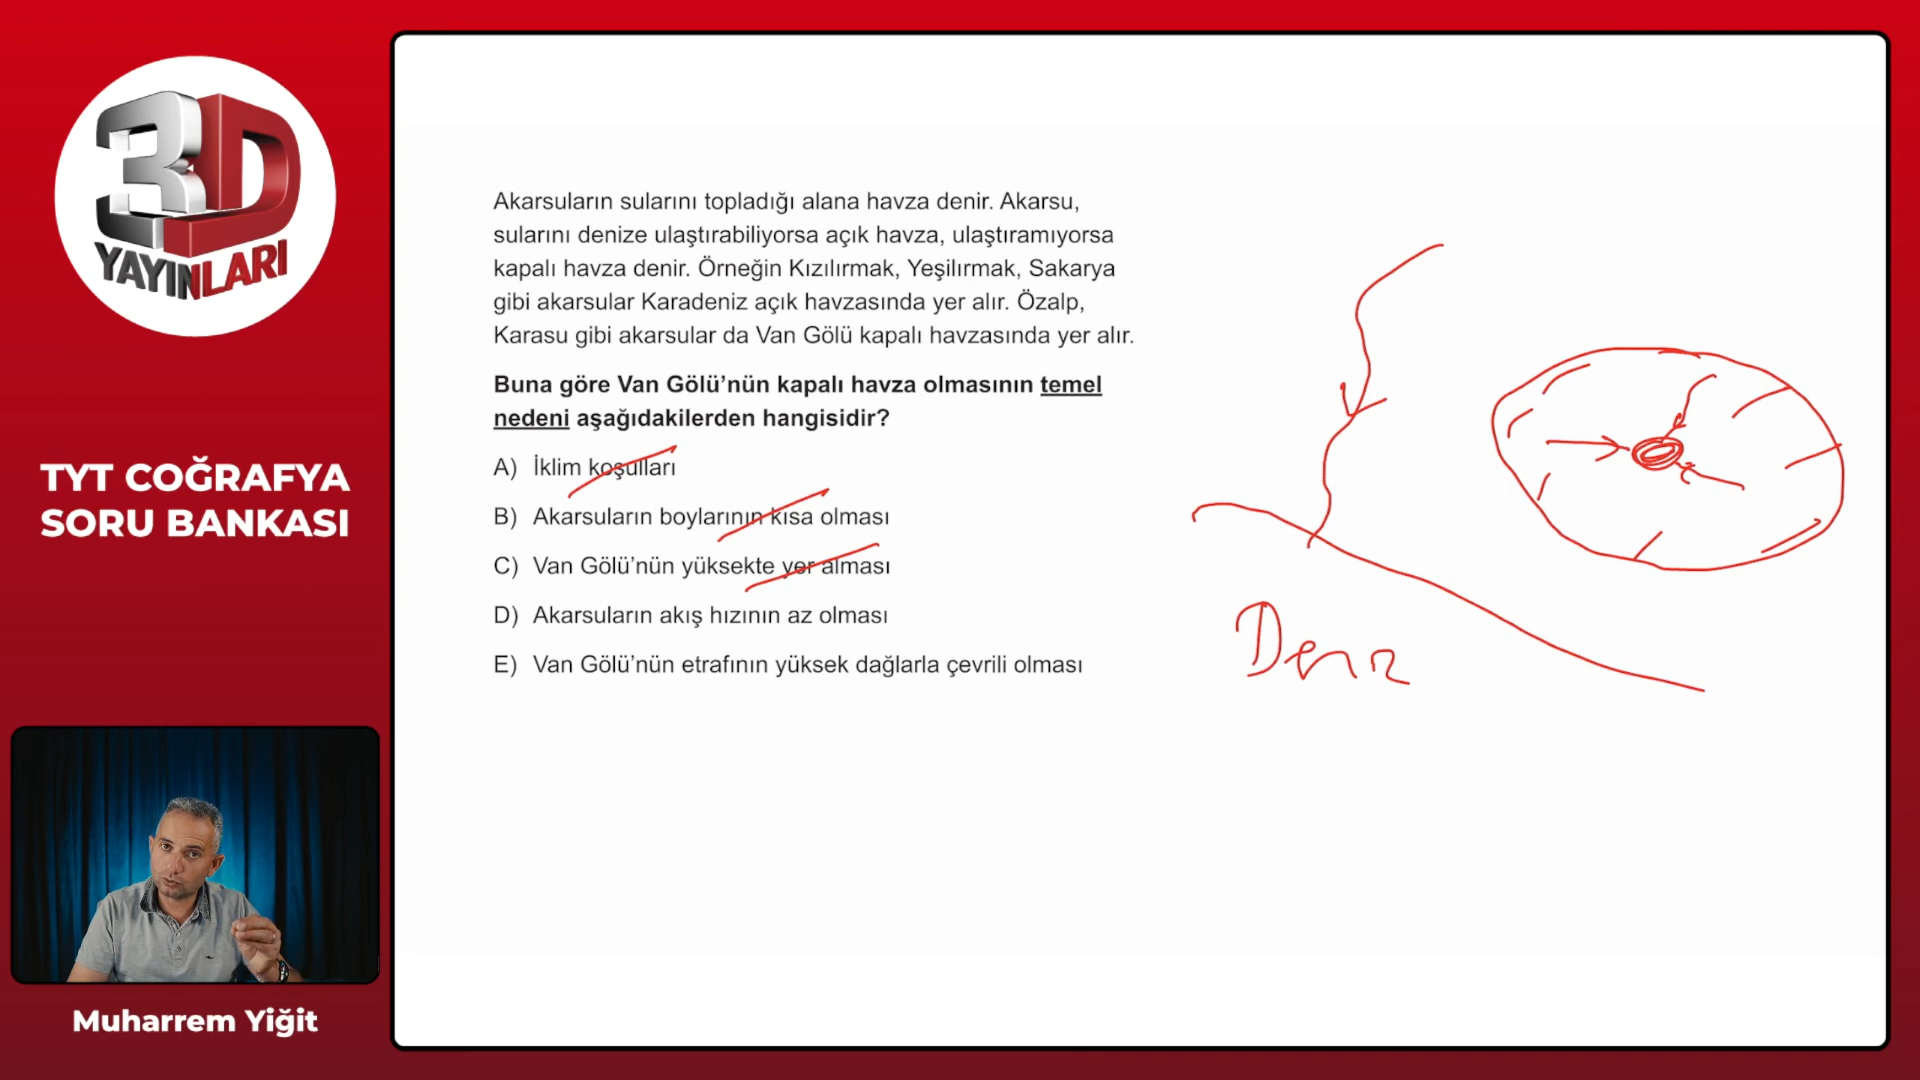 3D
YAYINLARI
TYT COĞRAFYA
SORU BANKASI
Muharrem Yiğit
Akarsuların sularını topladığı alana havza denir. Akarsu,
sularını denize ulaştırabiliyorsa açık havza, ulaştıramıyorsa
kapalı havza denir. Örneğin Kızılırmak, Yeşilırmak, Sakarya
gibi akarsular Karadeniz açık havzasında yer alır. Özalp,
Karasu gibi akarsular da Van Gölü kapalı havzasında yer alır.
Buna göre Van Gölü'nün kapalı havza olmasının temel
nedeni aşağıdakilerden hangisidir?
A) İklim koşulları
B) Akarsuların boylarının kısa olması
C) Van Gölü'nün yüksekte yer alması
D) Akarsuların akış hızının az olması
E) Van Gölü'nün etrafının yüksek dağlarla çevrili olması
Deniz